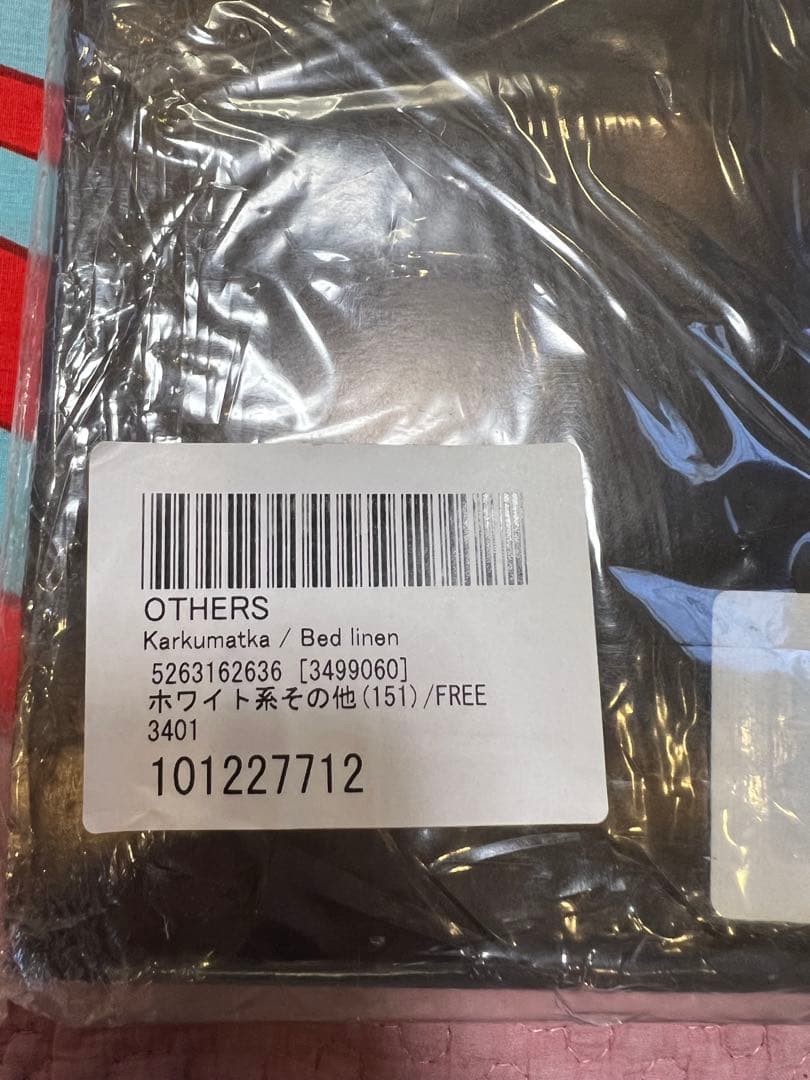 OTHERS
Karkumatka / Bed linen
5263162636 [3499060]
ホワイト系その他(151)/FREE
3401
101227712